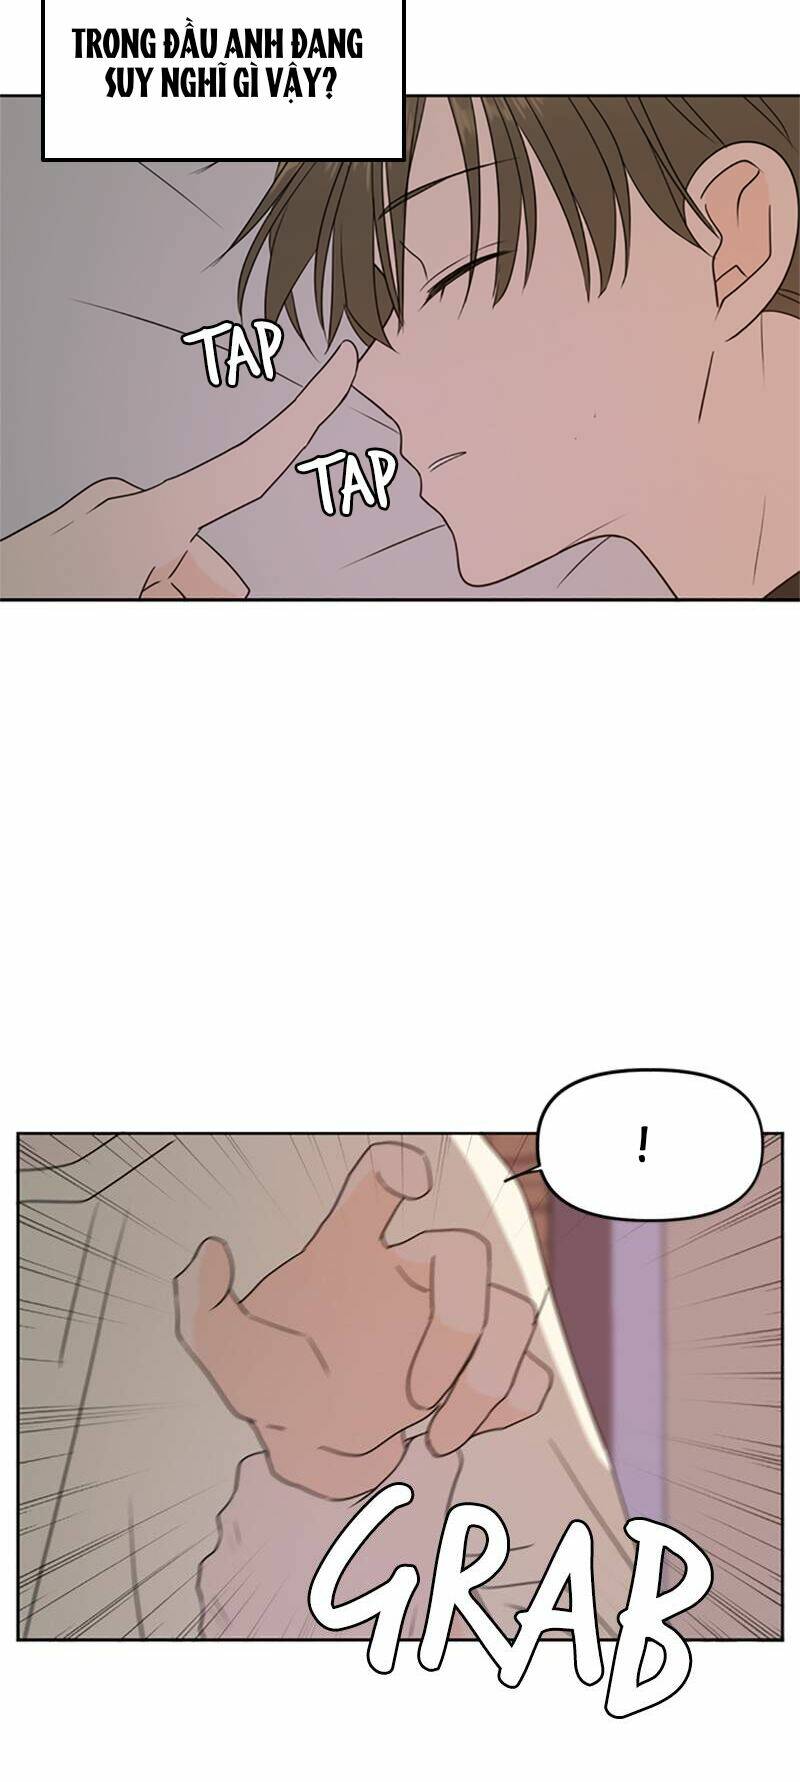 TRONG ĐẦU ANH ĐANG
SUY NGHĨ GÌ VẬY?
TAP
TAP
!
GRAB